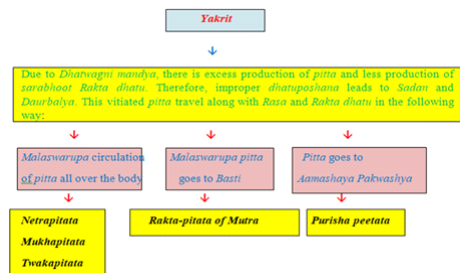 Yakrit
Due to Dhatwagni mandya, there is excess production of pitta and less production of
sarabhoot Rakta dhatu. Therefore, improper dhatuposhana leads to Sadan and
Daurbalya. This vitiated pitta travel along with Rasa and Rakta dhatu in the following
way:
Malaswarupa circulation
of pitta all over the body
Malaswarupa pitta
goes to Basti
Pitta goes to
Aamashaya Pakwashya
Netrapitata
Mukhapitata
Twakapitata
Rakta-pitata of Mutra
Purisha peetata